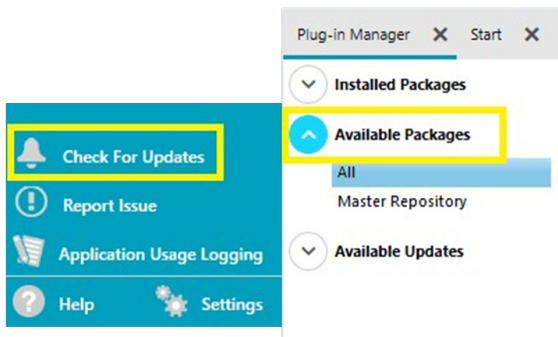 Plug-in Manager Start
Installed Packages
Available Packages
All
Master Repository
Available Updates
Check For Updates
Report Issue
Application Usage Logging
Help Settings